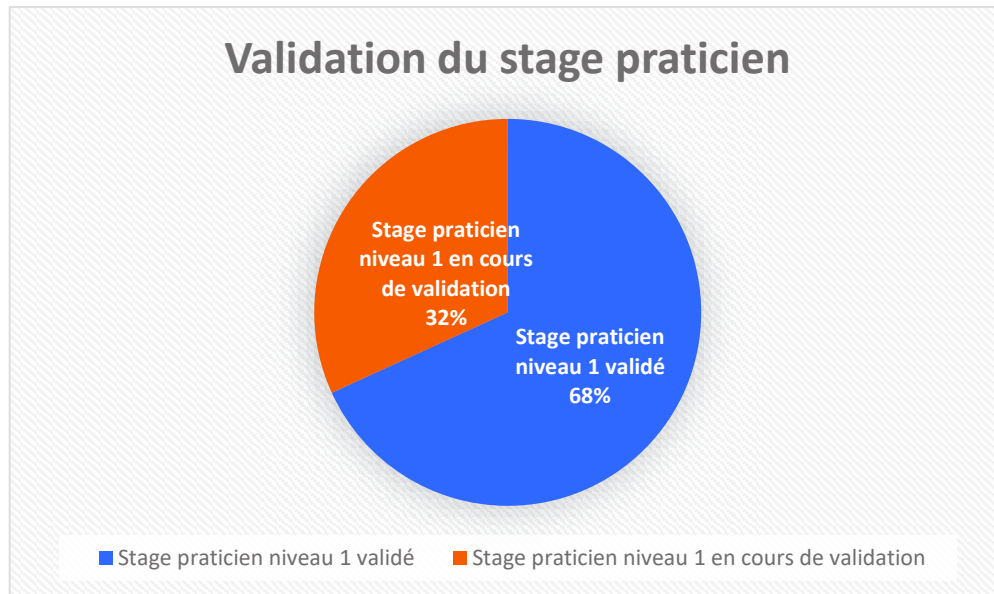 Validation du stage praticien
Stage praticien
niveau 1 en cours
de validation
32%
Stage praticien
niveau 1 validé
68%
Stage praticien niveau 1 validé
Stage praticien niveau 1 en cours de validation